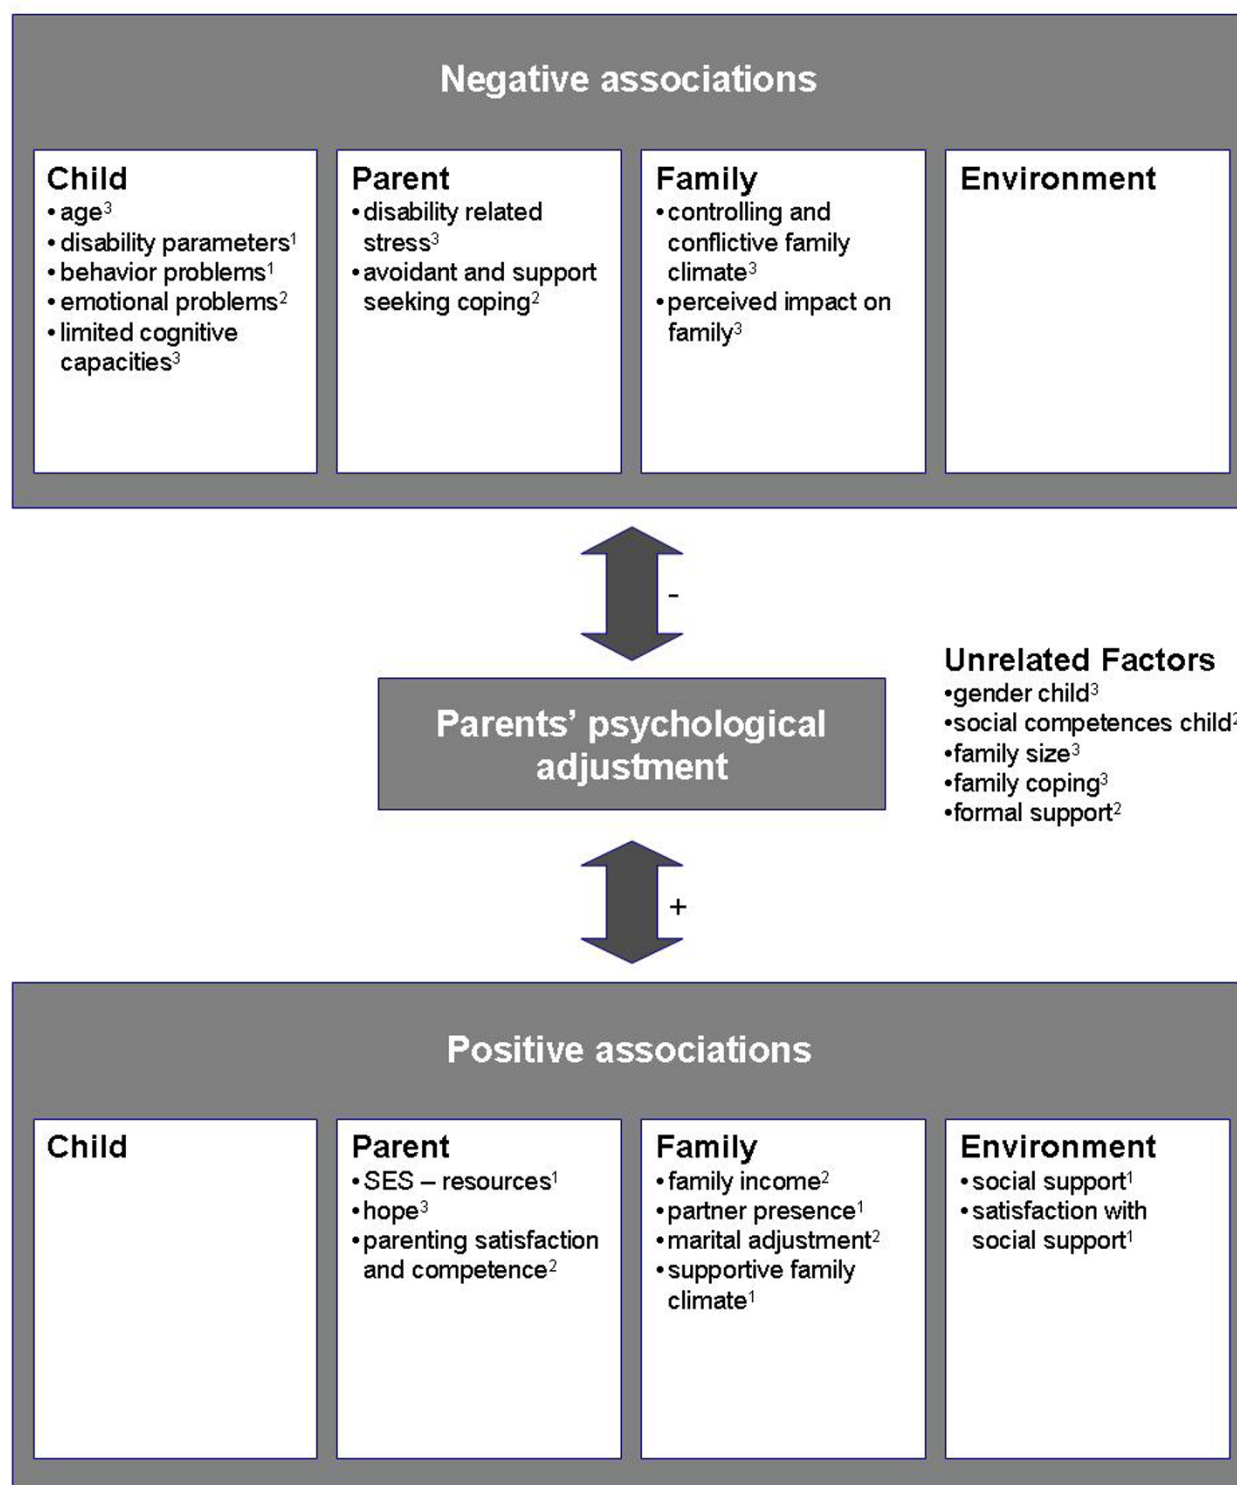 Negative associations
Child
•age³
•disability parameters¹
•behavior problems¹
•emotional problems²
•limited cognitive
capacities³
Parent
•disability related
stress³
•avoidant and support
seeking coping²
Family
•controlling and
conflictive family
climate³
•perceived impact on
family³
Environment
-
Parents’ psychological
adjustment
Unrelated Factors
•gender child³
•social competences child²
•family size³
•family coping³
•formal support²
+
Positive associations
Child
Parent
•SES – resources¹
•hope³
•parenting satisfaction
and competence²
Family
•family income²
•partner presence¹
•marital adjustment²
•supportive family
climate¹
Environment
•social support¹
•satisfaction with
social support¹